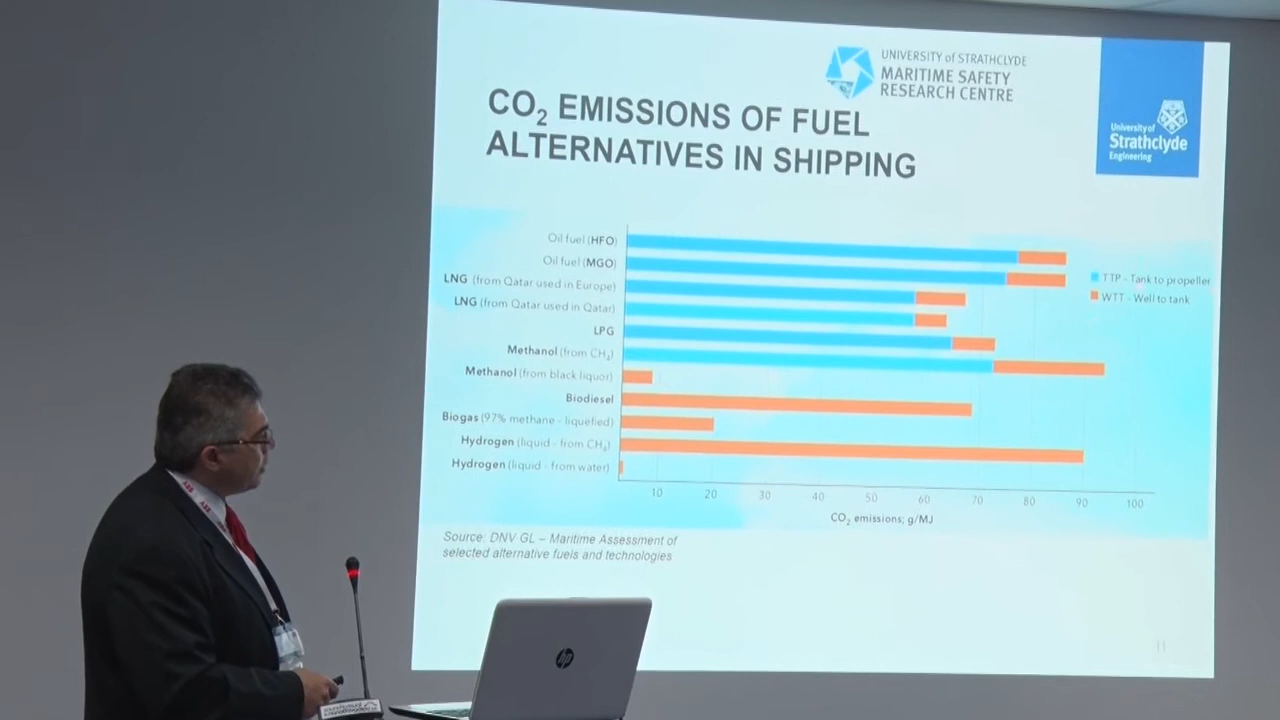 UNIVERSITY of STRATHCLYDE
MARITIME SAFETY
RESEARCH CENTRE
University of
Strathclyde
Engineering
CO₂ EMISSIONS OF FUEL
ALTERNATIVES IN SHIPPING
Oil fuel (HFO)
Oil fuel (MGO)
LNG (from Qatar used in Europe)
LNG (from Qatar used in Qatar)
LPG
Methanol (from CH₄)
Methanol (from black liquor)
Biodiesel
Biogas (97% methane - liquefied)
Hydrogen (liquid - from CH₄)
Hydrogen (liquid - from water)
TTP - Tank to propeller
WTT - Well to tank
10 20 30 40 50 60 70 80 90 100
CO₂ emissions; g/MJ
Source: DNV GL – Maritime Assessment of
selected alternative fuels and technologies
11
ABB
ABB
hp